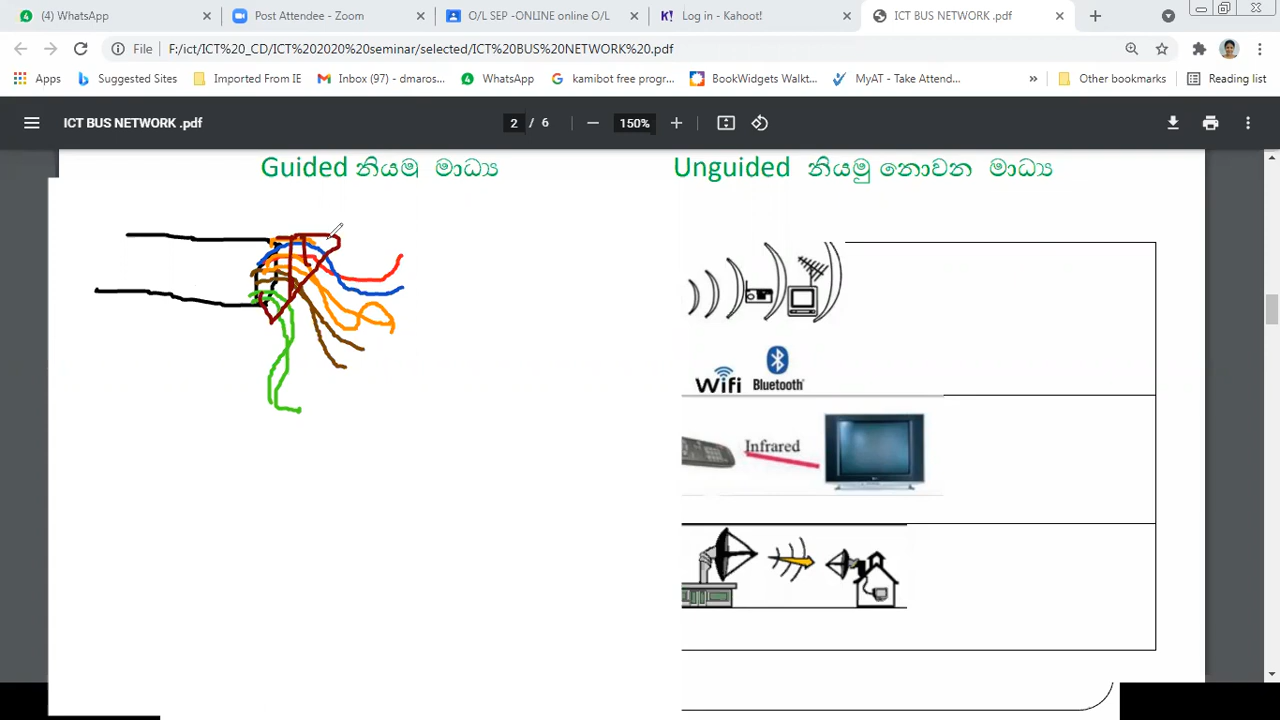 (4) WhatsApp
Post Attendee - Zoom
O/L SEP -ONLINE online O/L
Log in - Kahoot!
ICT BUS NETWORK .pdf
File F:/ict/ICT%20_CD/ICT%202020%20seminar/selected/ICT%20BUS%20NETWORK%20.pdf
Apps Suggested Sites Imported From IE Inbox (97) - dmaros... WhatsApp kamibot free progr... BookWidgets Walkt... MyAT - Take Attend... » Other bookmarks Reading list
ICT BUS NETWORK .pdf 2 / 6 150%
Guided නියමු මාධ්‍ය
Unguided නියමු නොවන මාධ්‍ය
Wifi Bluetooth
Infrared